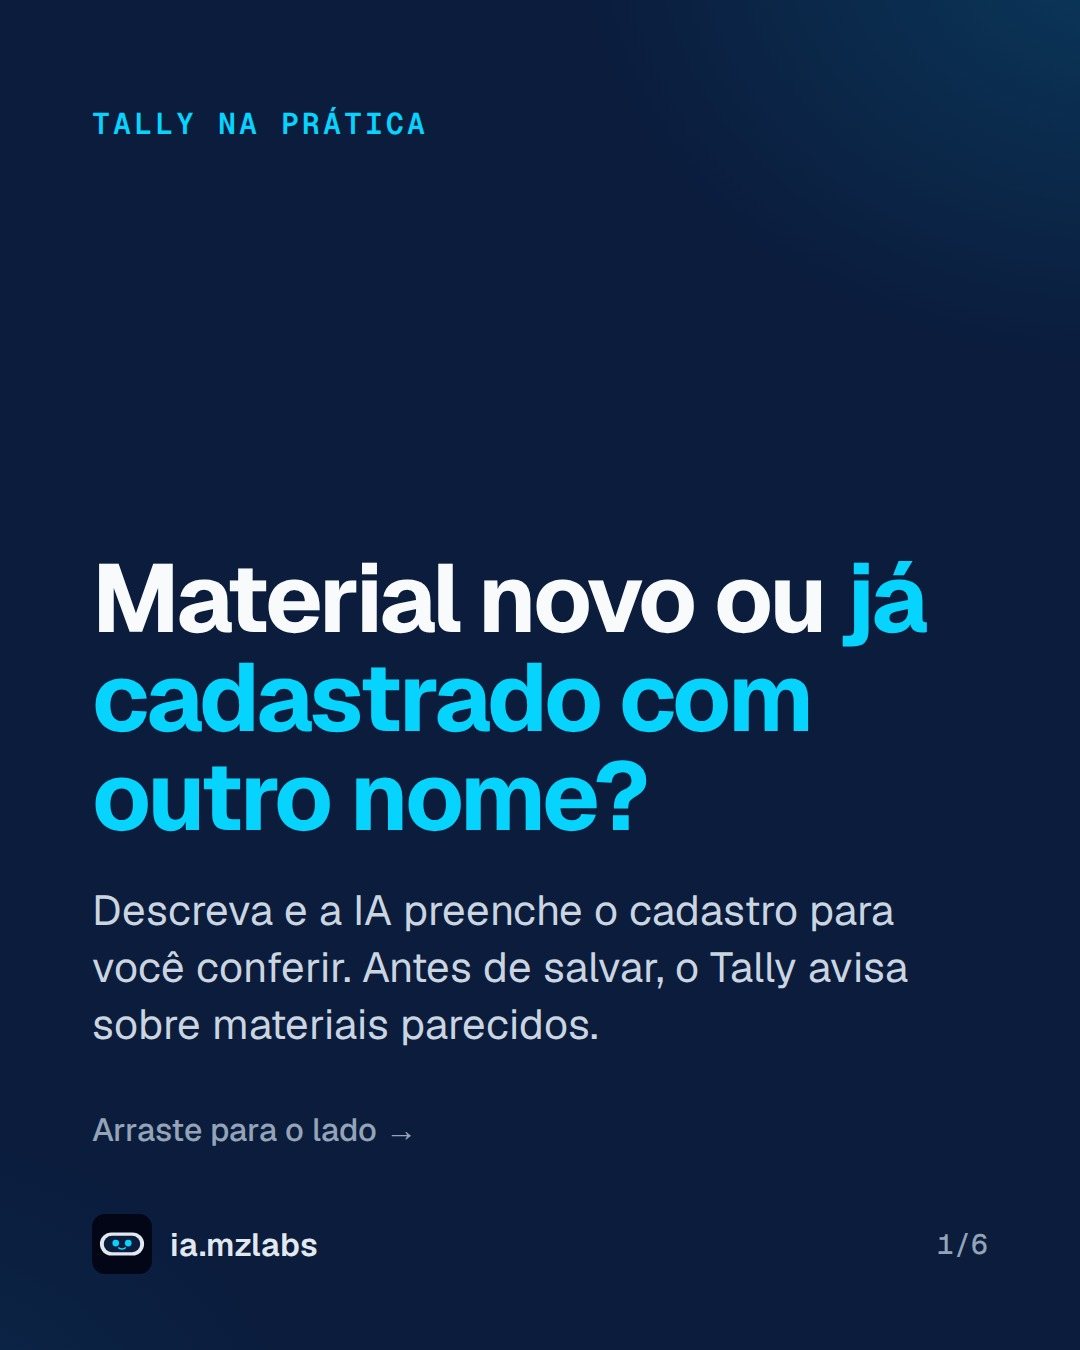 TALLY NA PRÁTICA
Material novo ou já
cadastrado com
outro nome?
Descreva e a IA preenche o cadastro para
você conferir. Antes de salvar, o Tally avisa
sobre materiais parecidos.
Arraste para o lado →
ia.mzlabs
1/6